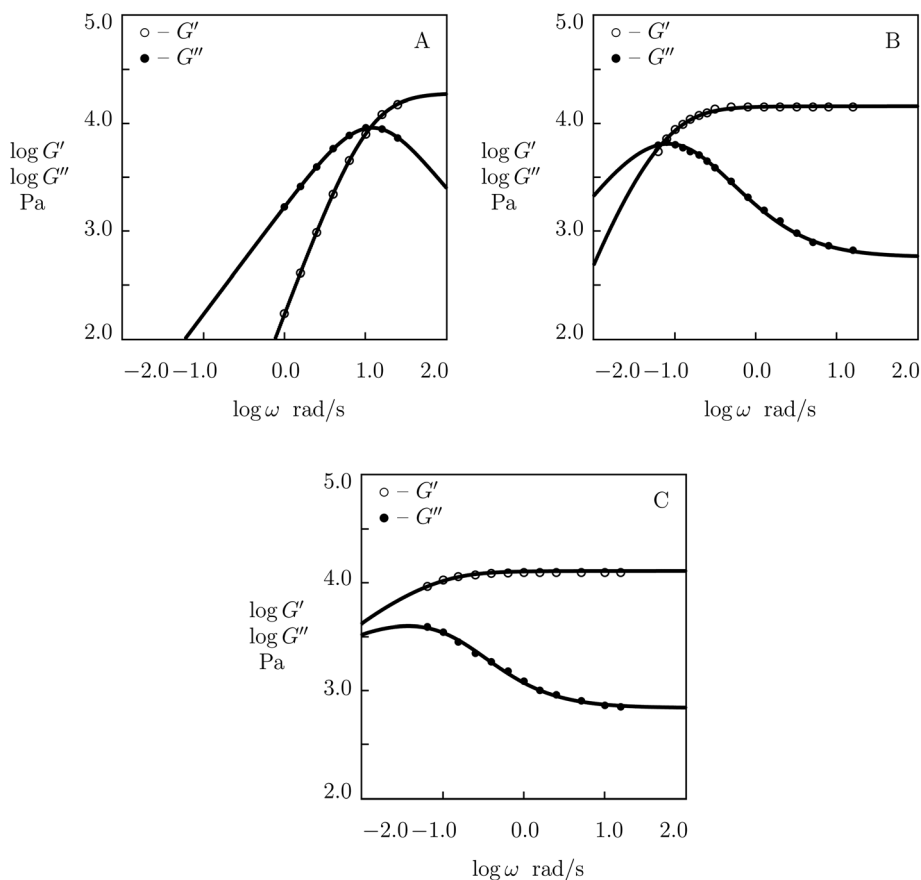 5.0
4.0
3.0
2.0
log G′
log G″
Pa
○ – G′
● – G″
A
−2.0 −1.0 0.0 1.0 2.0
log ω rad/s
5.0
4.0
3.0
2.0
log G′
log G″
Pa
○ – G′
● – G″
B
−2.0 −1.0 0.0 1.0 2.0
log ω rad/s
5.0
4.0
3.0
2.0
log G′
log G″
Pa
○ – G′
● – G″
C
−2.0 −1.0 0.0 1.0 2.0
log ω rad/s